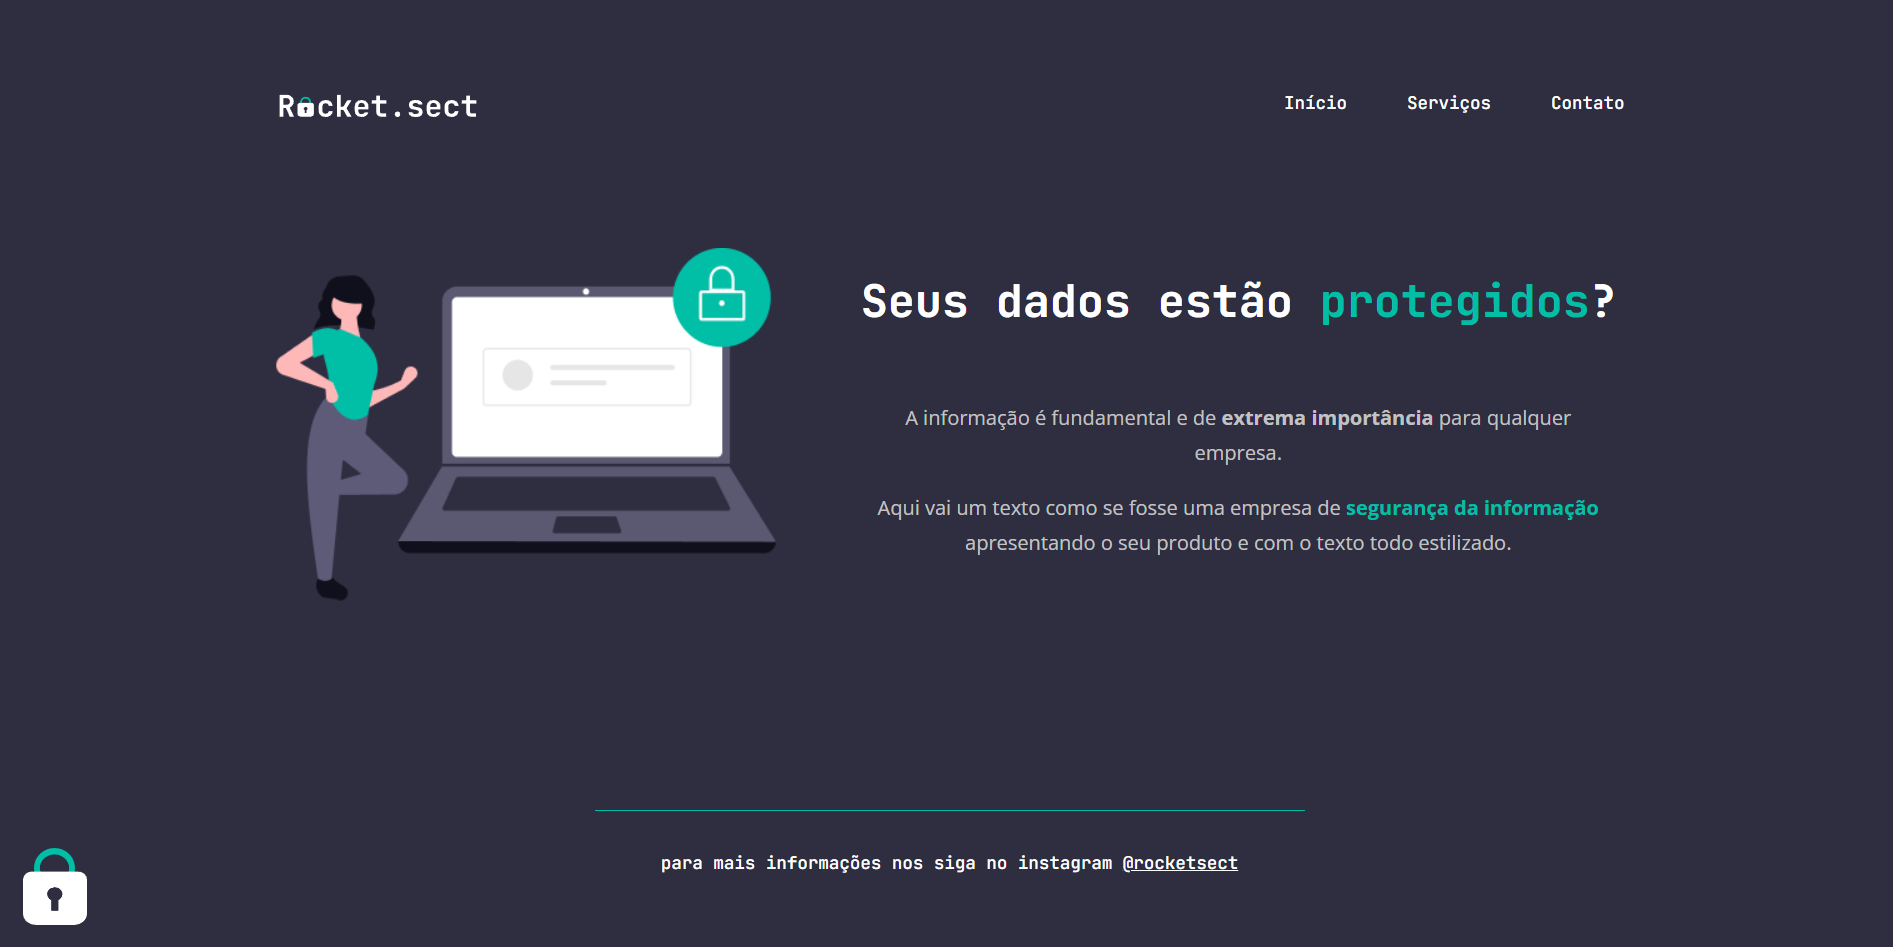 Rocket.sect
Início Serviços Contato
Seus dados estão protegidos?
A informação é fundamental e de extrema importância para qualquer
empresa.
Aqui vai um texto como se fosse uma empresa de segurança da informação
apresentando o seu produto e com o texto todo estilizado.
para mais informações nos siga no instagram @rocketsect